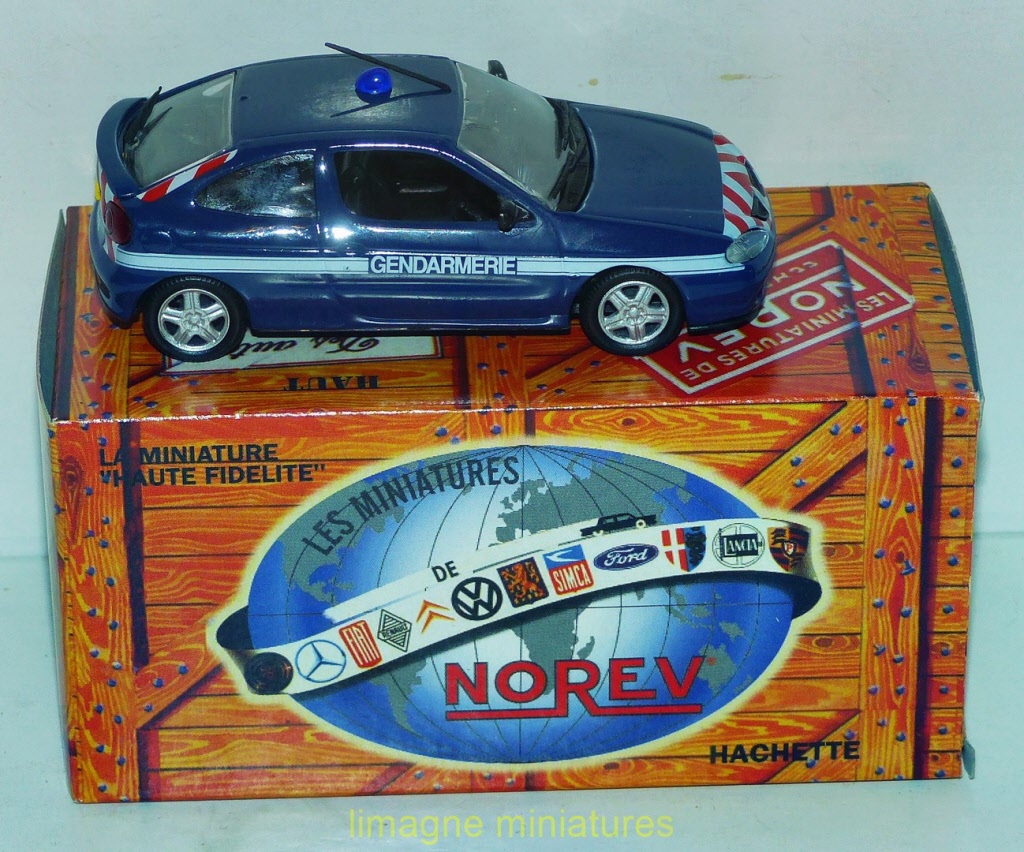 GENDARMERIE
LES MINIATURES DE
NOREV
HAUT
LA MINIATURE
"HAUTE FIDELITE"
LES MINIATURES
DE
FIAT
SIMCA
Ford
LANCIA
NOREV
HACHETTE
limagne miniatures